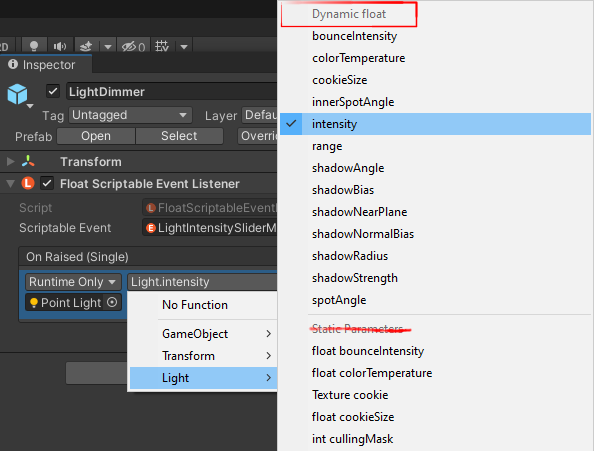 2D
0
Inspector
LightDimmer
Tag Untagged Layer Defau
Prefab Open Select Overri
Transform
Float Scriptable Event Listener
Script FloatScriptableEventL
Scriptable Event LightIntensitySliderM
On Raised (Single)
Runtime Only Light.intensity
Point Light
No Function
GameObject
Transform
Light
Dynamic float
bounceIntensity
colorTemperature
cookieSize
innerSpotAngle
intensity
range
shadowAngle
shadowBias
shadowNearPlane
shadowNormalBias
shadowRadius
shadowStrength
spotAngle
Static Parameters
float bounceIntensity
float colorTemperature
Texture cookie
float cookieSize
int cullingMask